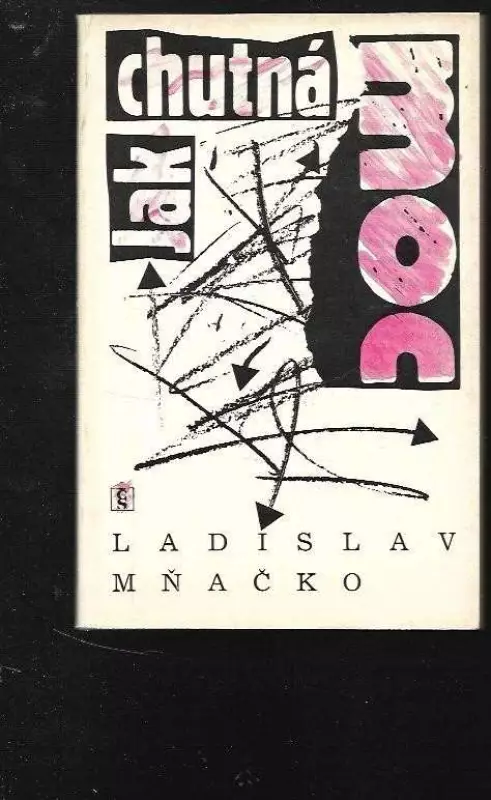 Jak
chutná
moc
LADISLAV
MŇAČKO